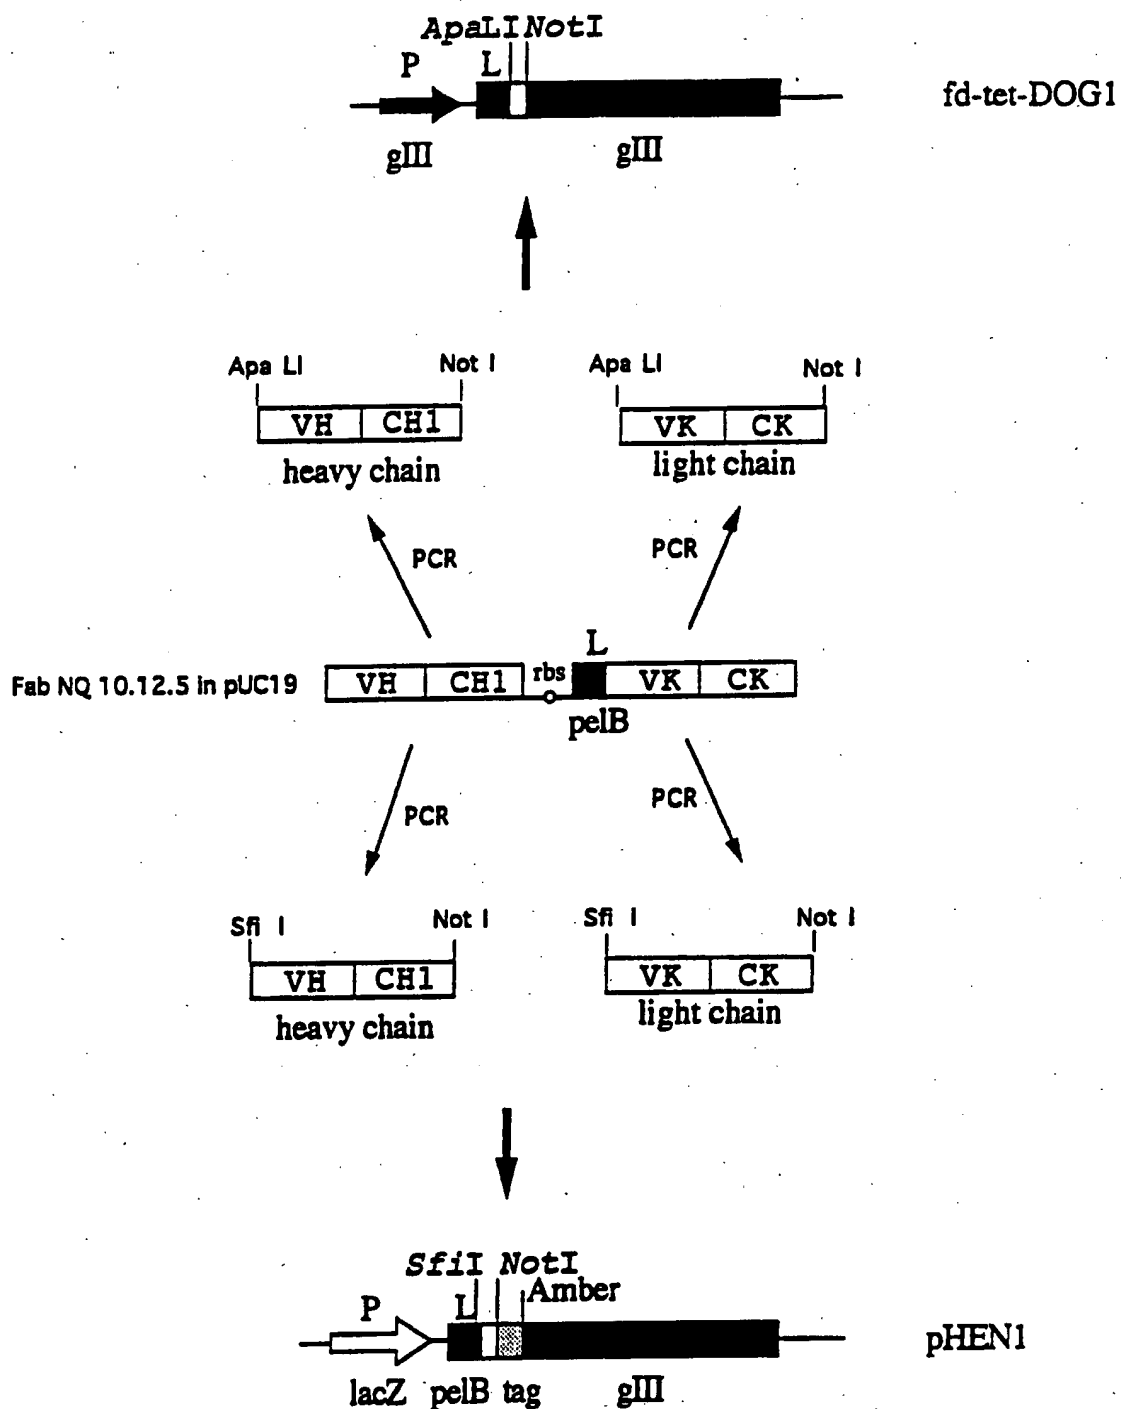 ApaLI NotI
P L
fd-tet-DOG1
gIII gIII
Apa LI Not I
VH CH1
heavy chain
Apa LI Not I
VK CK
light chain
PCR PCR
Fab NQ 10.12.5 in pUC19
VH CH1 rbs L VK CK
pelB
PCR PCR
Sfi I Not I
VH CH1
heavy chain
Sfi I Not I
VK CK
light chain
SfiI NotI
Amber
P L
pHEN1
lacZ pelB tag gIII